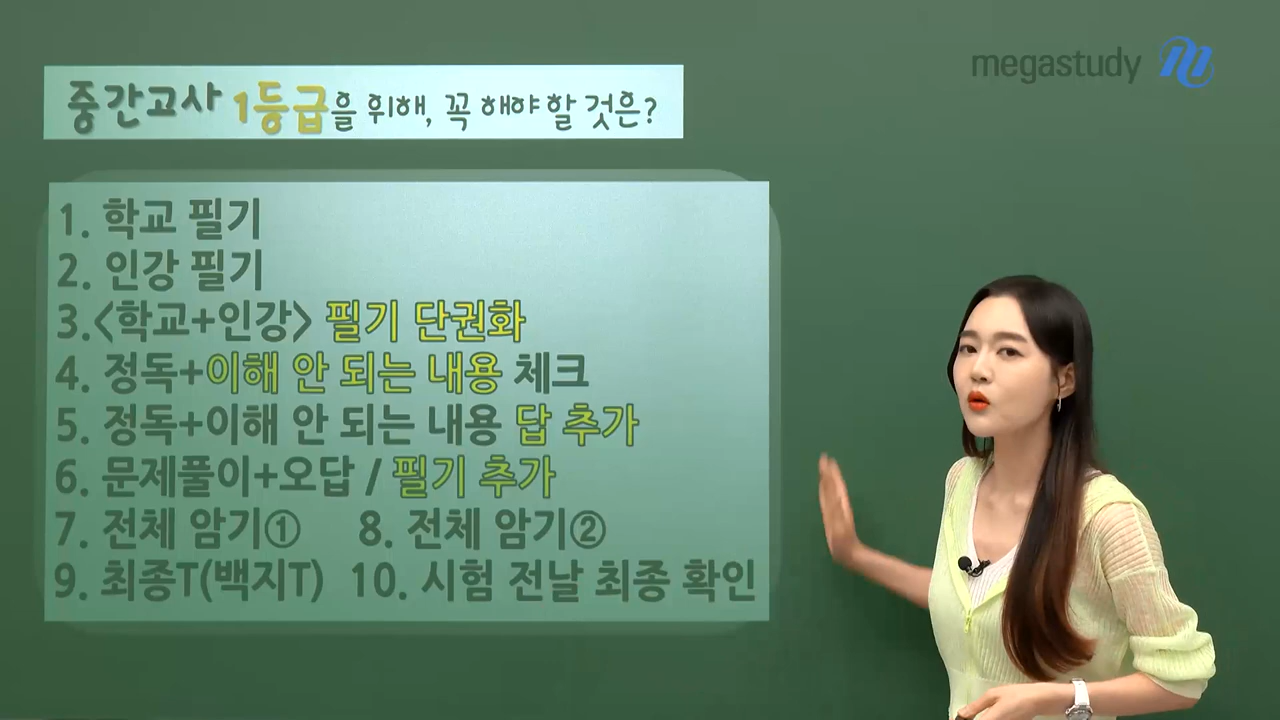 megastudy
중간고사 1등급을 위해, 꼭 해야 할 것은?
1. 학교 필기
2. 인강 필기
3.<학교+인강> 필기 단권화
4. 정독+이해 안 되는 내용 체크
5. 정독+이해 안 되는 내용 답 추가
6. 문제풀이+오답 / 필기 추가
7. 전체 암기① 8. 전체 암기②
9. 최종T(백지T) 10. 시험 전날 최종 확인